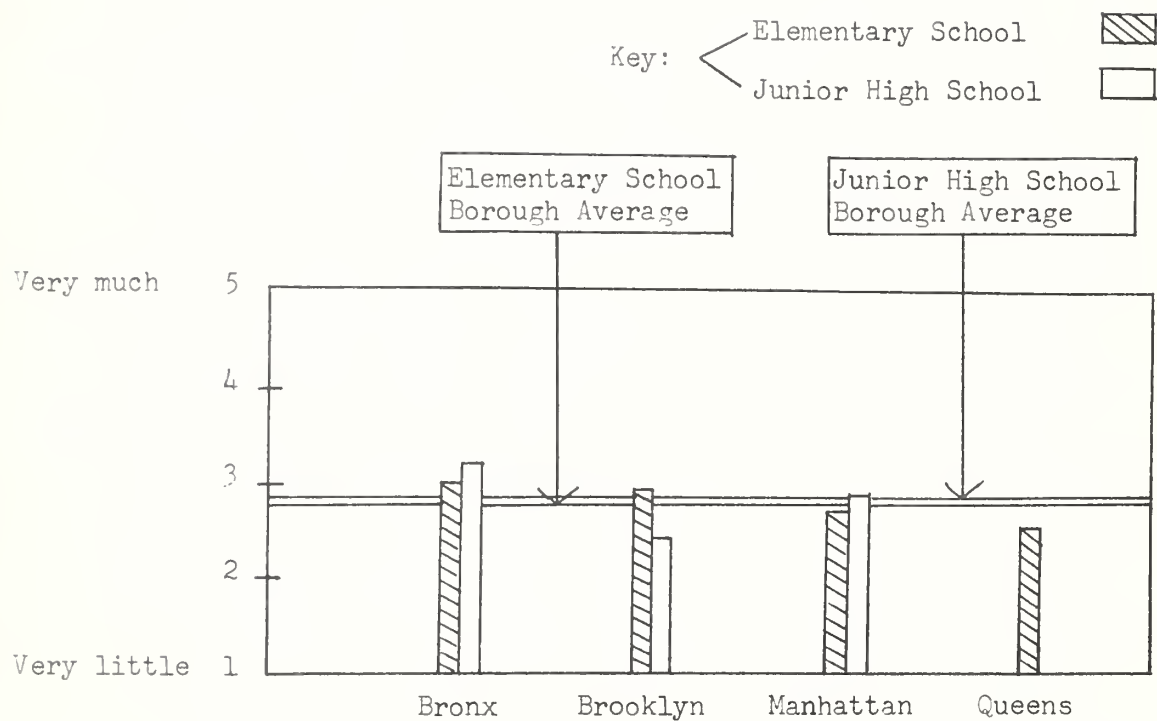 Key:
Elementary School
Junior High School
Elementary School
Borough Average
Junior High School
Borough Average
Very much 5
4
3
2
Very little 1
Bronx Brooklyn Manhattan Queens